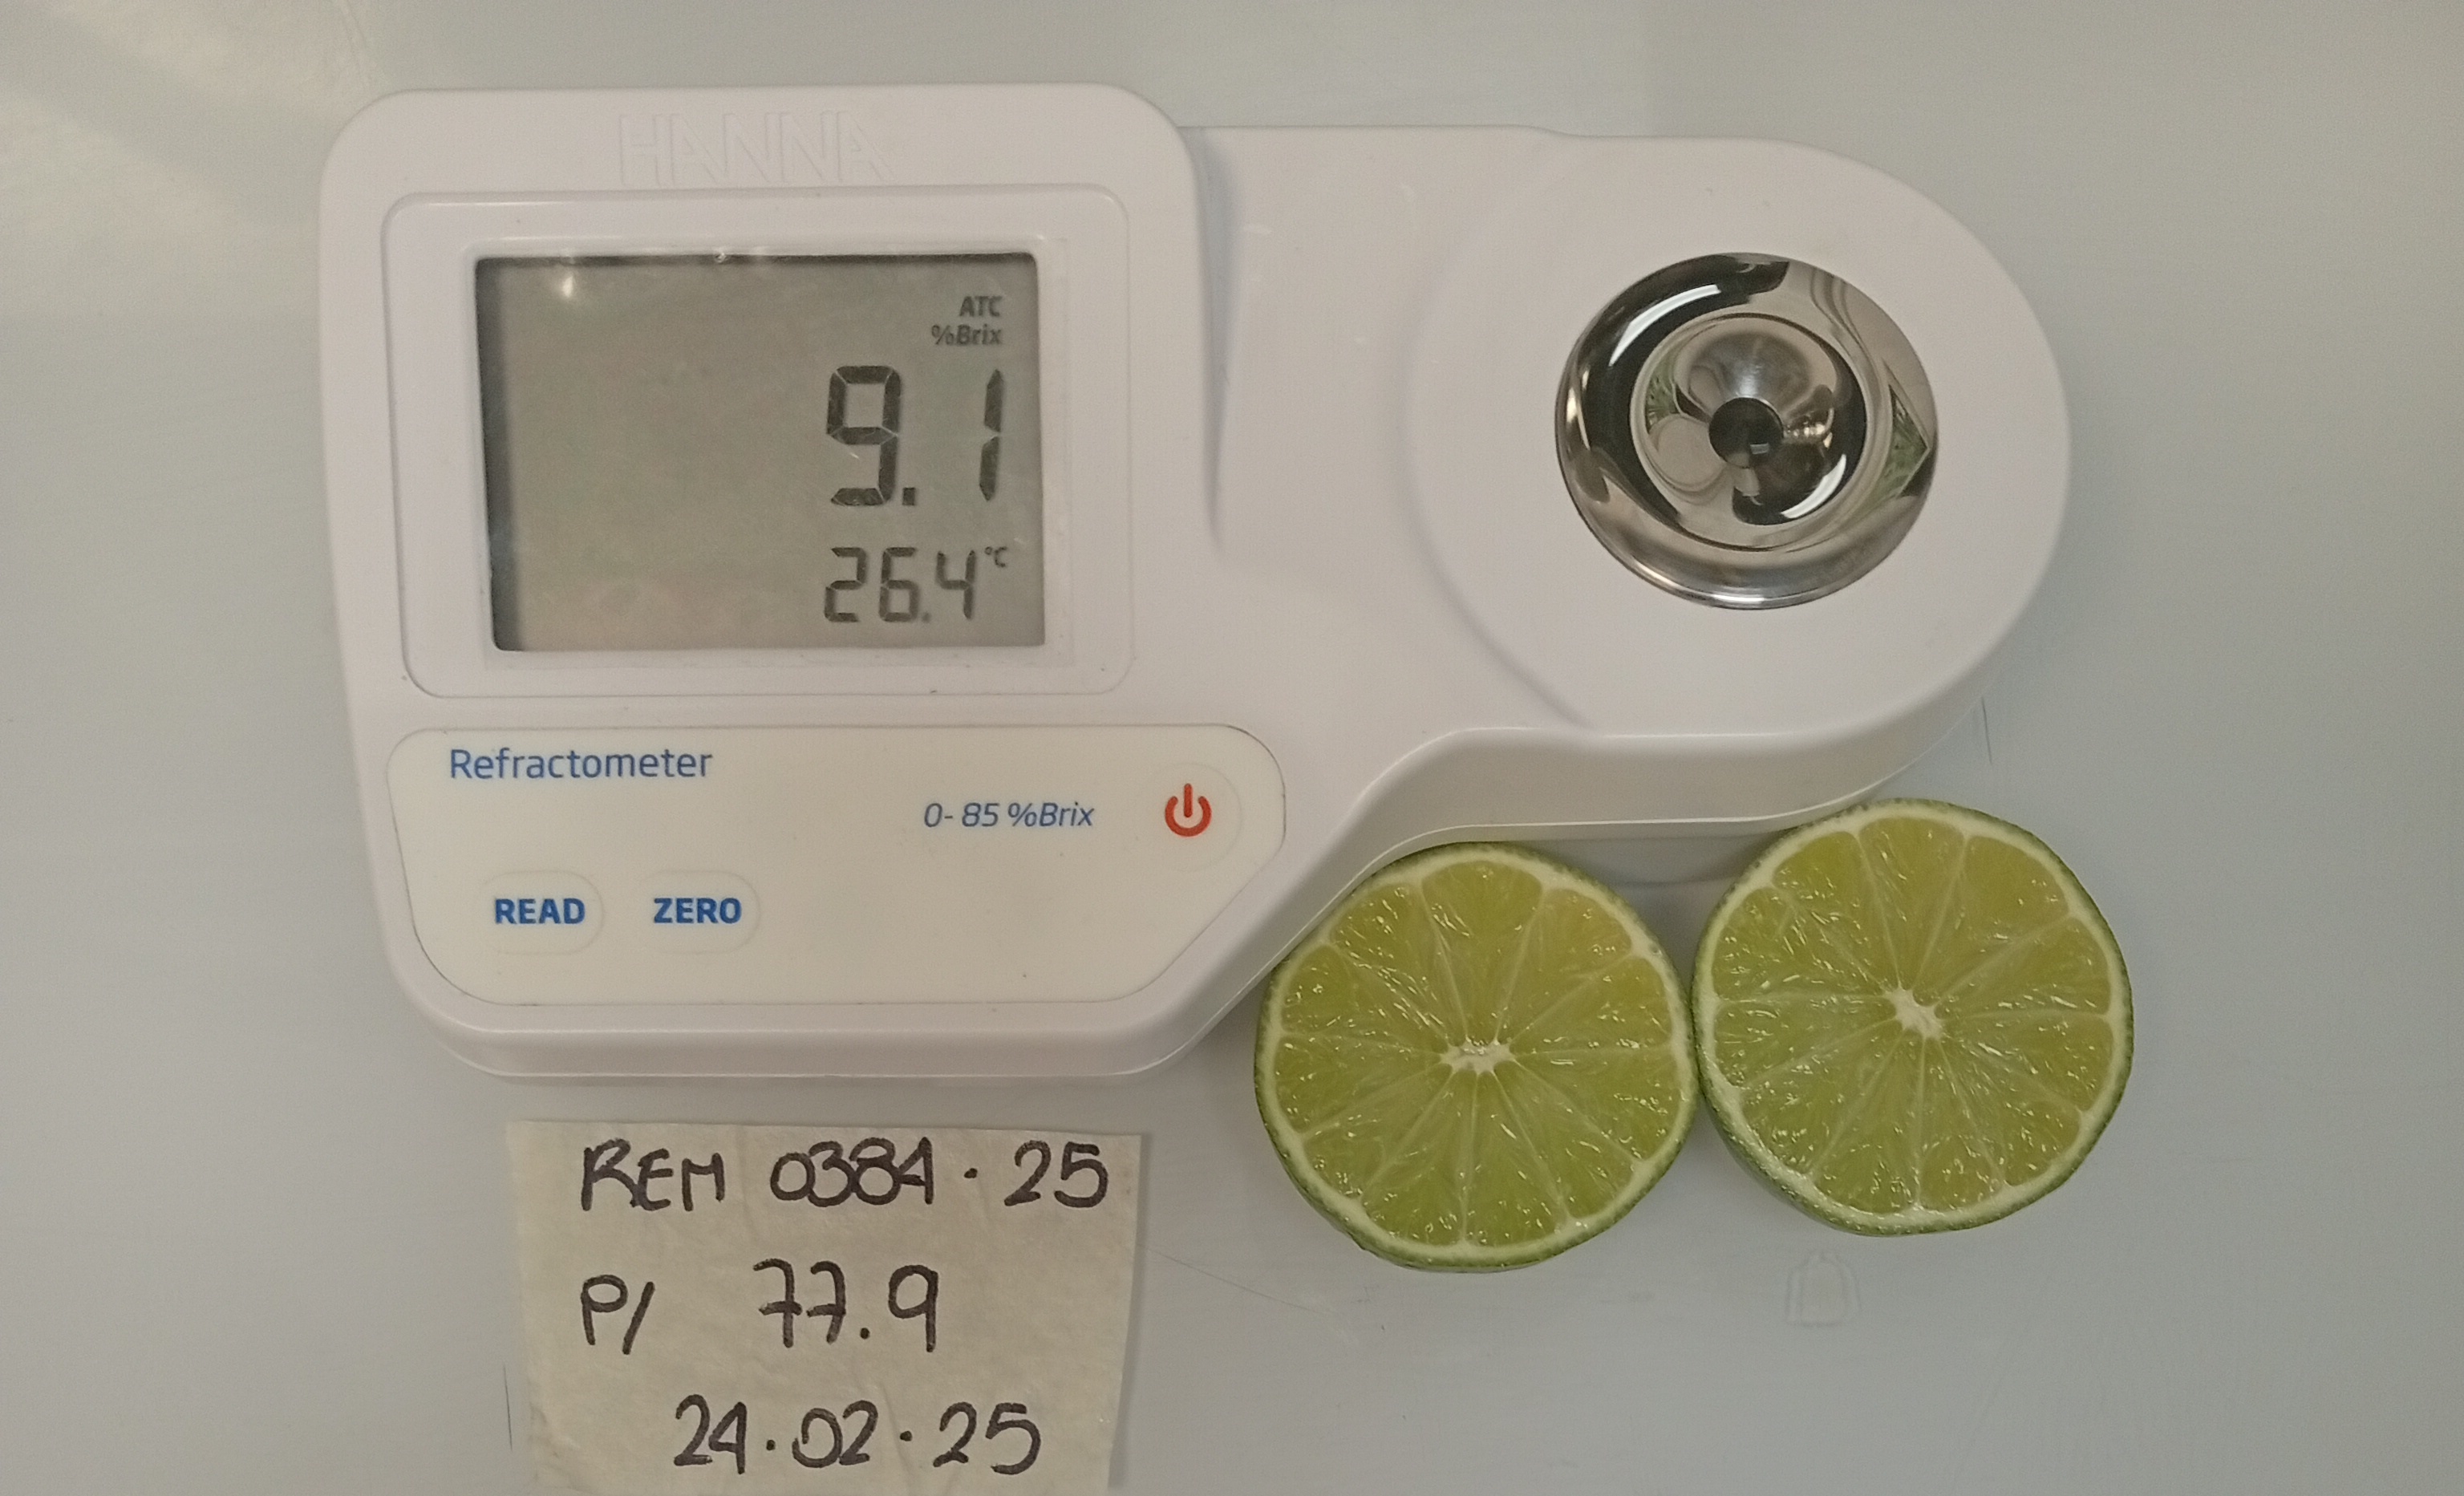 HANNA
ATC
%Brix
9.1
26.4°C
Refractometer
0-85 %Brix
READ ZERO
REM 0384.25
P/ 77.9
24.02.25